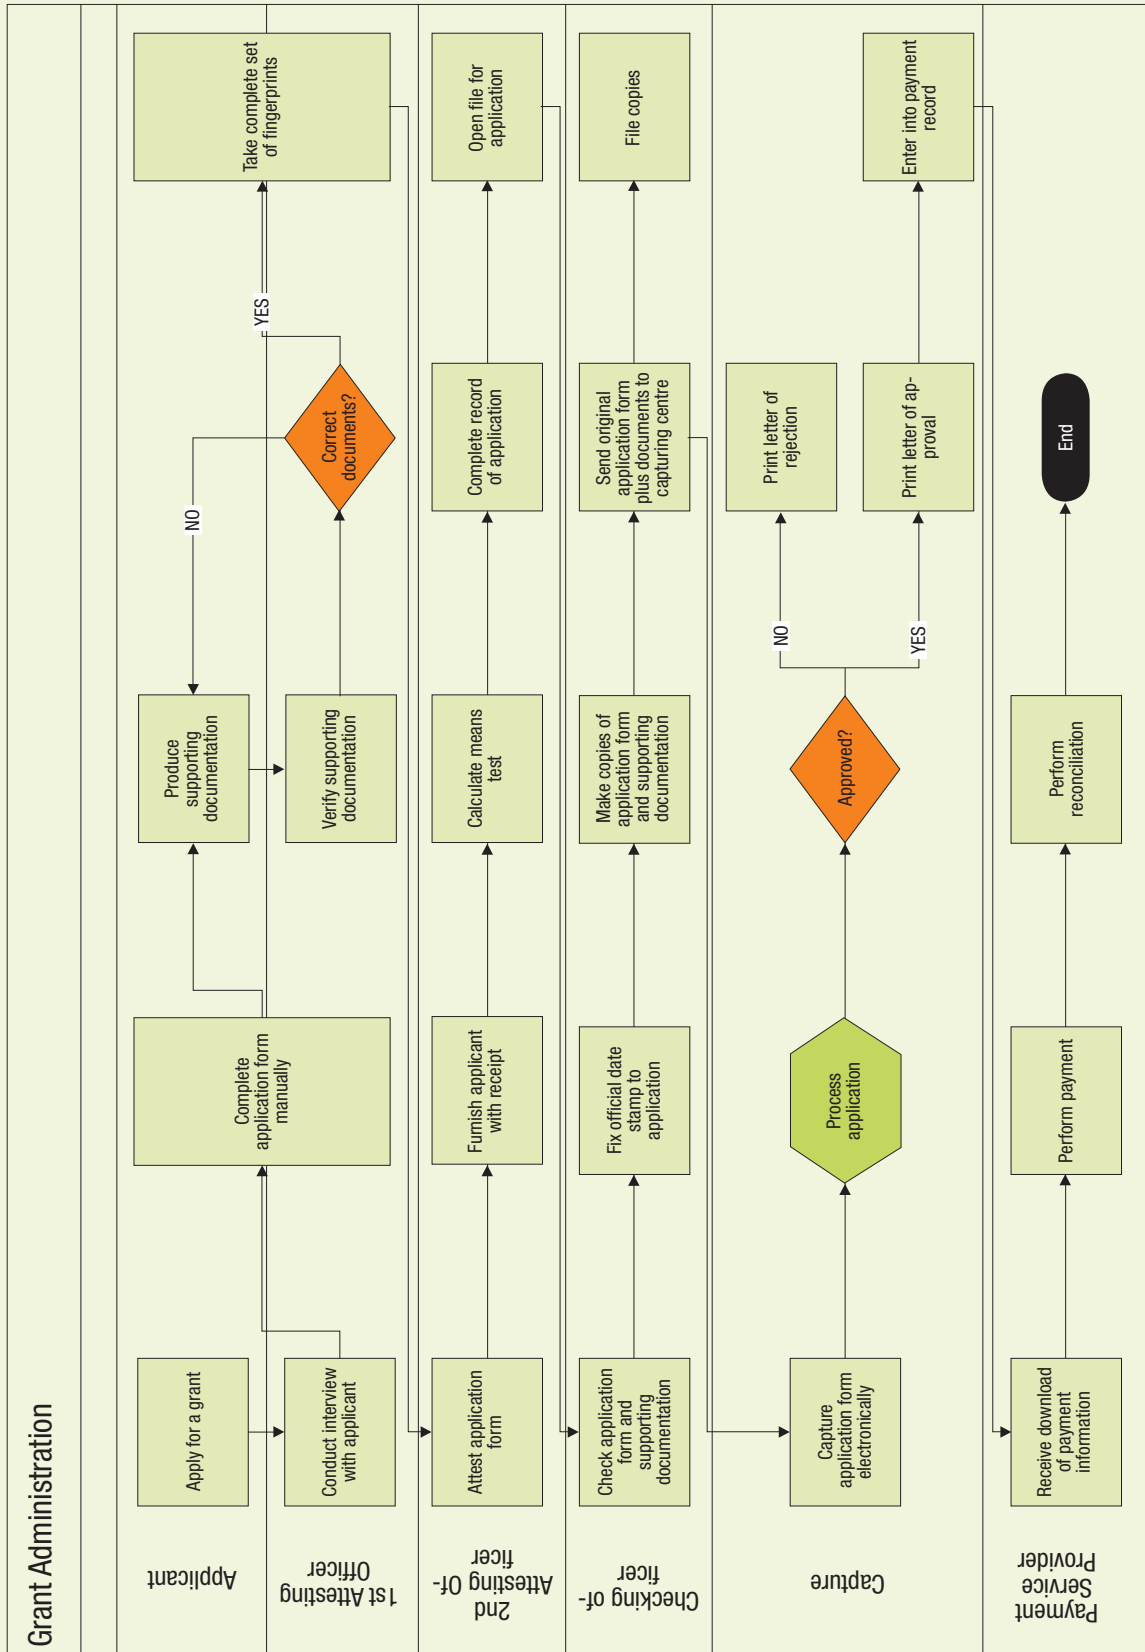 Grant Administration
Applicant
Apply for a grant
Complete
application form
manually
Produce
supporting
documentation
NO
Take complete set
of fingerprints
1st Attesting
Officer
Conduct interview
with applicant
Verify supporting
documentation
Correct
documents?
YES
2nd
Attesting Of-
ficer
Attest application
form
Furnish applicant
with receipt
Calculate means
test
Complete record
of application
Open file for
application
Checking of-
ficer
Check application
form and
supporting
documentation
Fix official date
stamp to
application
Make copies of
application form
and supporting
documentation
Send original
application form
plus documents to
capturing centre
File copies
Capture
Capture
application form
electronically
Process
application
Approved?
NO
Print letter of
rejection
YES
Print letter of ap-
proval
Enter into payment
record
Payment
Service
Provider
Receive download
of payment
information
Perform payment
Perform
reconciliation
End